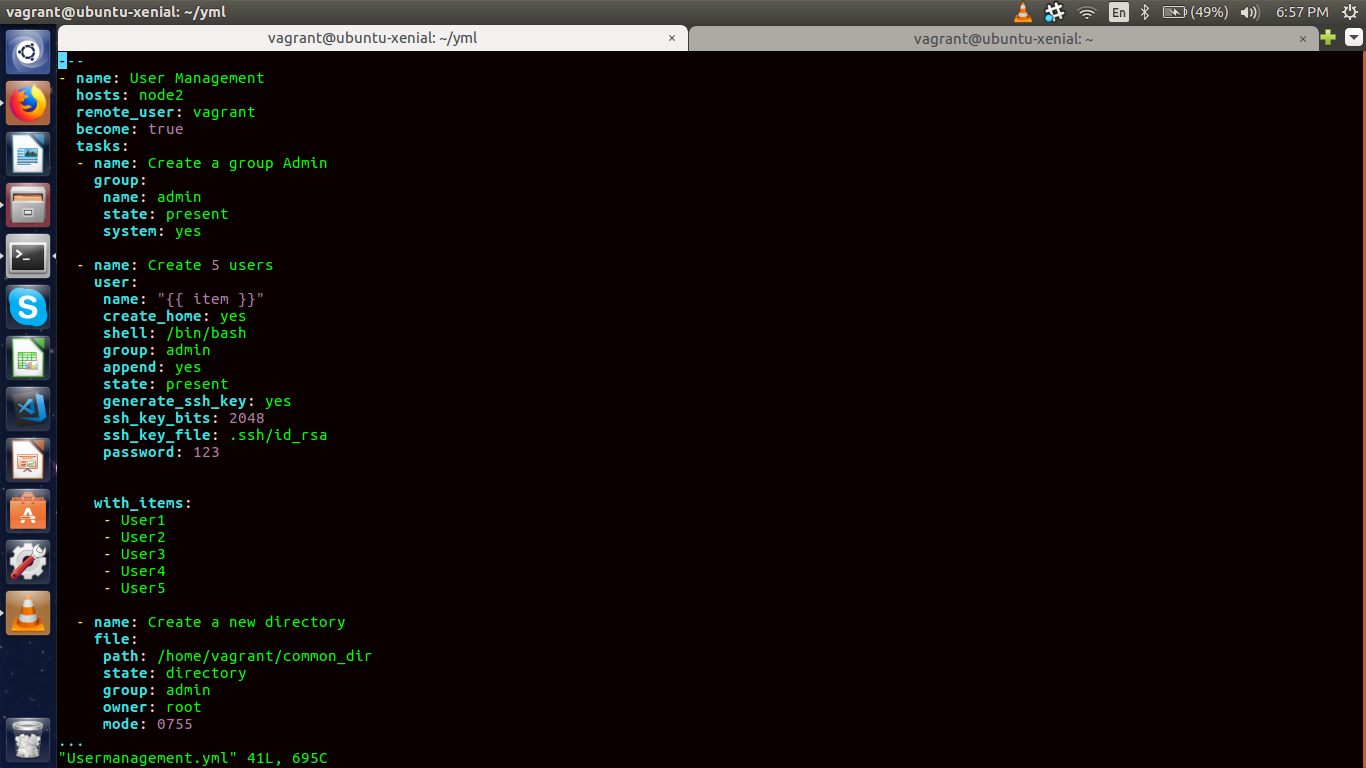 vagrant@ubuntu-xenial: ~/yml
En
(49%)
6:57 PM
vagrant@ubuntu-xenial: ~/yml ×
vagrant@ubuntu-xenial: ~ ×
---
- name: User Management
  hosts: node2
  remote_user: vagrant
  become: true
  tasks:
  - name: Create a group Admin
    group:
     name: admin
     state: present
     system: yes
  - name: Create 5 users
    user:
     name: "{{ item }}"
     create_home: yes
     shell: /bin/bash
     group: admin
     append: yes
     state: present
     generate_ssh_key: yes
     ssh_key_bits: 2048
     ssh_key_file: .ssh/id_rsa
     password: 123
    with_items:
     - User1
     - User2
     - User3
     - User4
     - User5
  - name: Create a new directory
    file:
     path: /home/vagrant/common_dir
     state: directory
     group: admin
     owner: root
     mode: 0755
...
"Usermanagement.yml" 41L, 695C